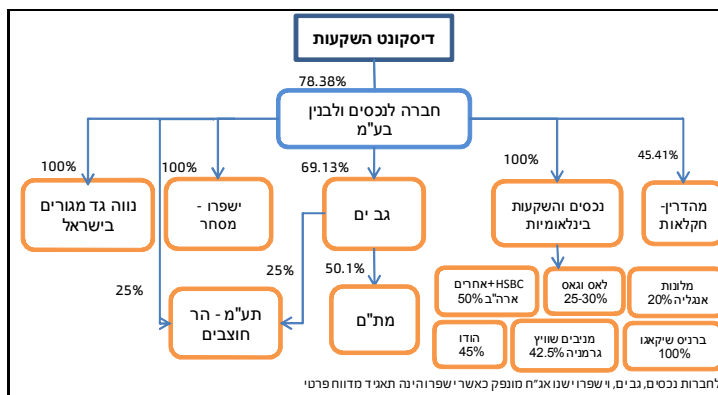 דיסקונט השקעות
78.38%
חברה לנכסים ולבנין
בע"מ
100%
100%
69.13%
100%
45.41%
נווה גד מגורים
בישראל
ישפרו -
מסחר
גב ים
נכסים והשקעות
בינלאומיות
מהדרין-
חקלאות
25%
25%
50.1%
תע"מ - הר
חוצבים
מת"ם
HSBC+אחרים
ארה"ב 50%
לאס וגאס
25-30%
מלונות
אנגליה 20%
הודו
45%
מניבים שוויץ
גרמניה 42.5%
ברניס שיקאגו
100%
לחברות נכסים, גב ים, וישפרו ישנו אג"ח מונפק כאשר ישפרו הינה תאגיד מדווח פרטי